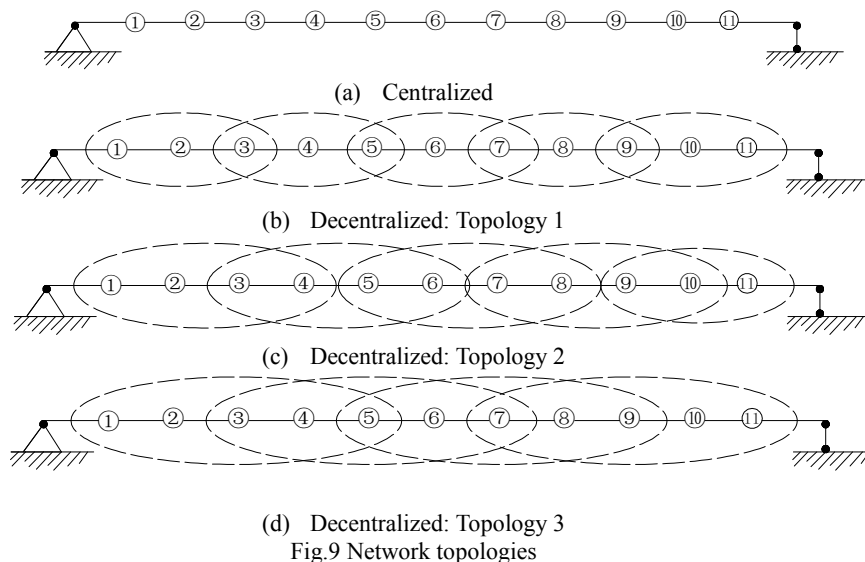 ① ② ③ ④ ⑤ ⑥ ⑦ ⑧ ⑨ ⑩ ⑪
(a) Centralized
① ② ③ ④ ⑤ ⑥ ⑦ ⑧ ⑨ ⑩ ⑪
(b) Decentralized: Topology 1
① ② ③ ④ ⑤ ⑥ ⑦ ⑧ ⑨ ⑩ ⑪
(c) Decentralized: Topology 2
① ② ③ ④ ⑤ ⑥ ⑦ ⑧ ⑨ ⑩ ⑪
(d) Decentralized: Topology 3
Fig.9 Network topologies